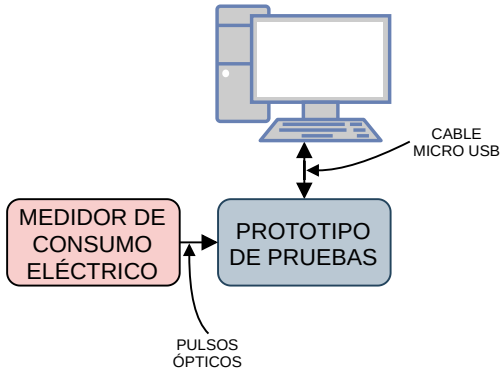 CABLE
MICRO USB
MEDIDOR DE
CONSUMO
ELÉCTRICO
PROTOTIPO
DE PRUEBAS
PULSOS
ÓPTICOS